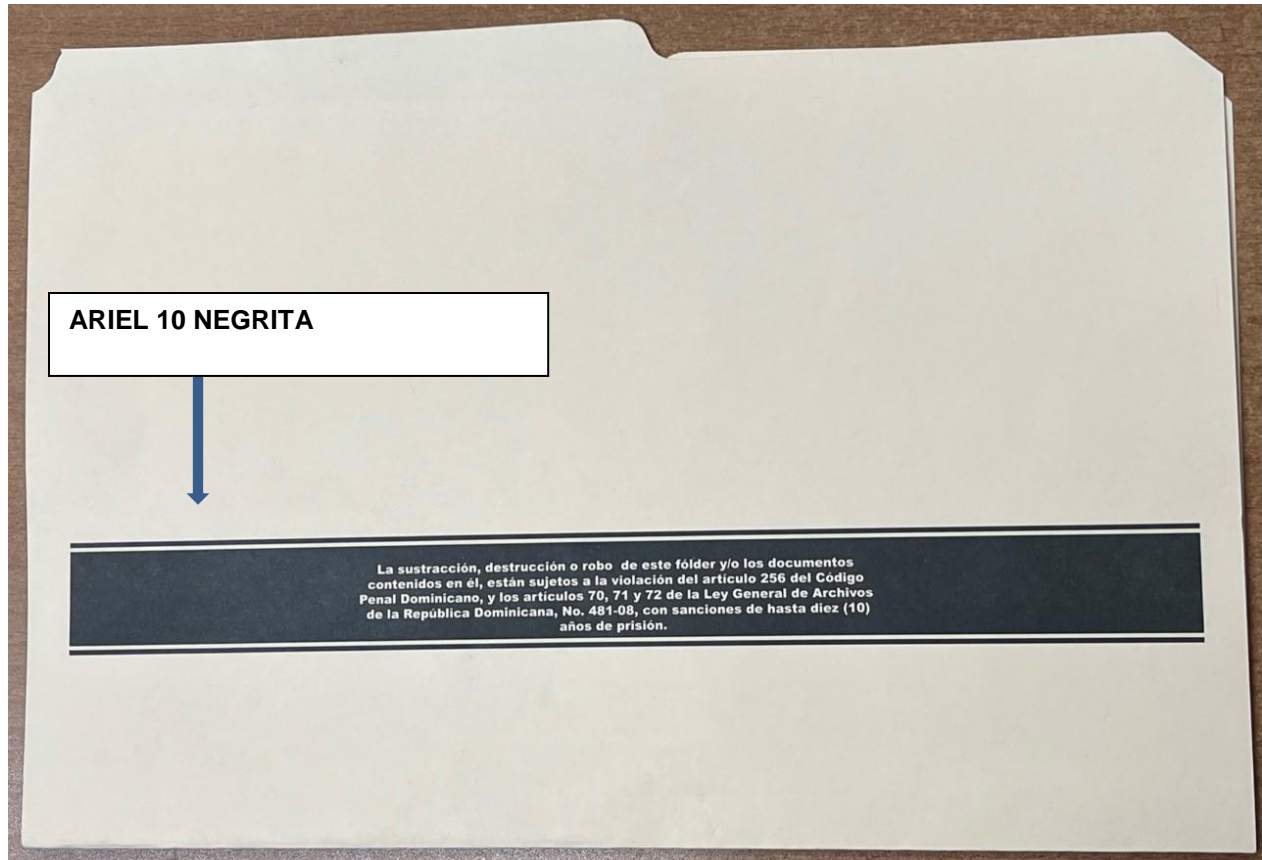 ARIEL 10 NEGRITA
La sustracción, destrucción o robo de este fólder y/o los documentos
contenidos en él, están sujetos a la violación del artículo 256 del Código
Penal Dominicano, y los artículos 70, 71 y 72 de la Ley General de Archivos
de la República Dominicana, No. 481-08, con sanciones de hasta diez (10)
años de prisión.